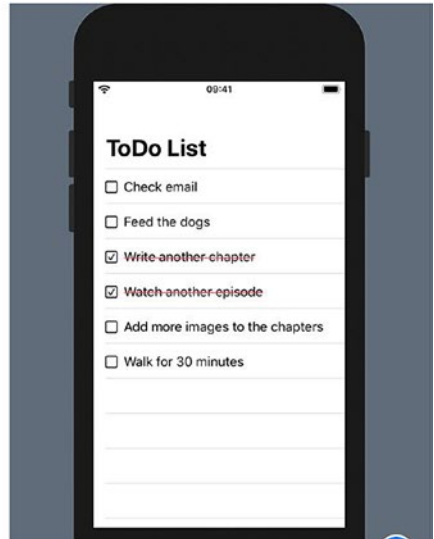 09:41
ToDo List
Check email
Feed the dogs
Write another chapter
Watch another episode
Add more images to the chapters
Walk for 30 minutes